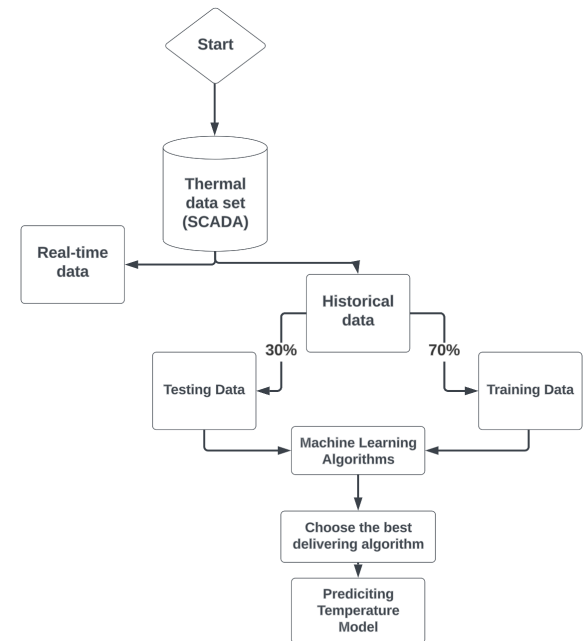 Start
Thermal
data set
(SCADA)
Real-time
data
Historical
data
30%
70%
Testing Data
Training Data
Machine Learning
Algorithms
Choose the best
delivering algorithm
Prediciting
Temperature
Model